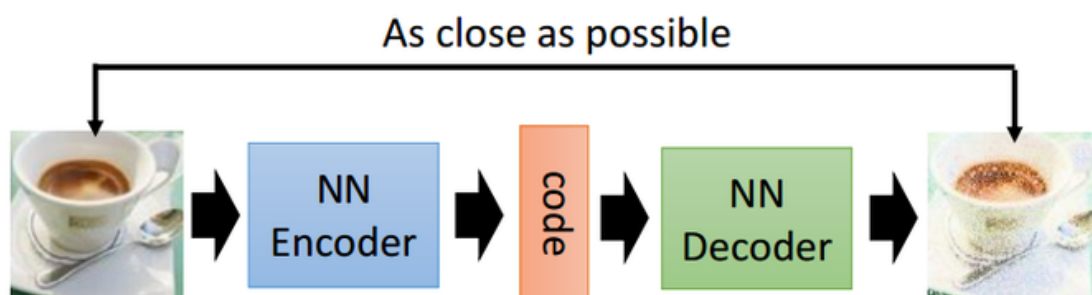 As close as possible
NN
Encoder
code
NN
Decoder